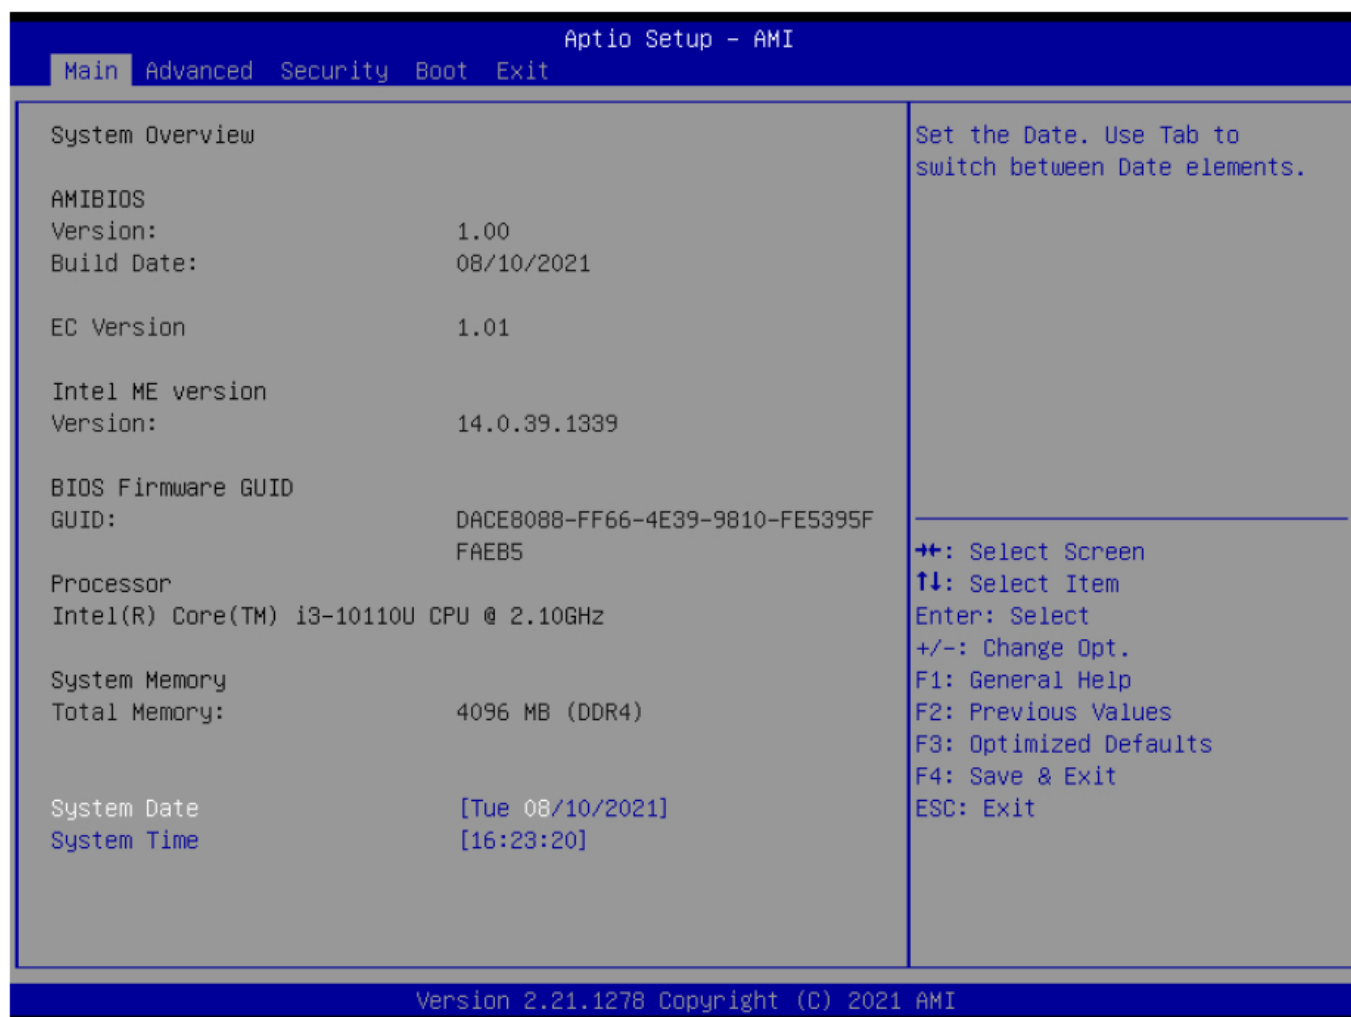 Aptio Setup – AMI
Main Advanced Security Boot Exit
System Overview
AMIBIOS
Version: 1.00
Build Date: 08/10/2021
EC Version 1.01
Intel ME version
Version: 14.0.39.1339
BIOS Firmware GUID
GUID: DACE8088-FF66-4E39-9810-FE5395F
FAEB5
Processor
Intel(R) Core(TM) i3-10110U CPU @ 2.10GHz
System Memory
Total Memory: 4096 MB (DDR4)
System Date [Tue 08/10/2021]
System Time [16:23:20]
Set the Date. Use Tab to
switch between Date elements.
→←: Select Screen
↑↓: Select Item
Enter: Select
+/-: Change Opt.
F1: General Help
F2: Previous Values
F3: Optimized Defaults
F4: Save & Exit
ESC: Exit
Version 2.21.1278 Copyright (C) 2021 AMI